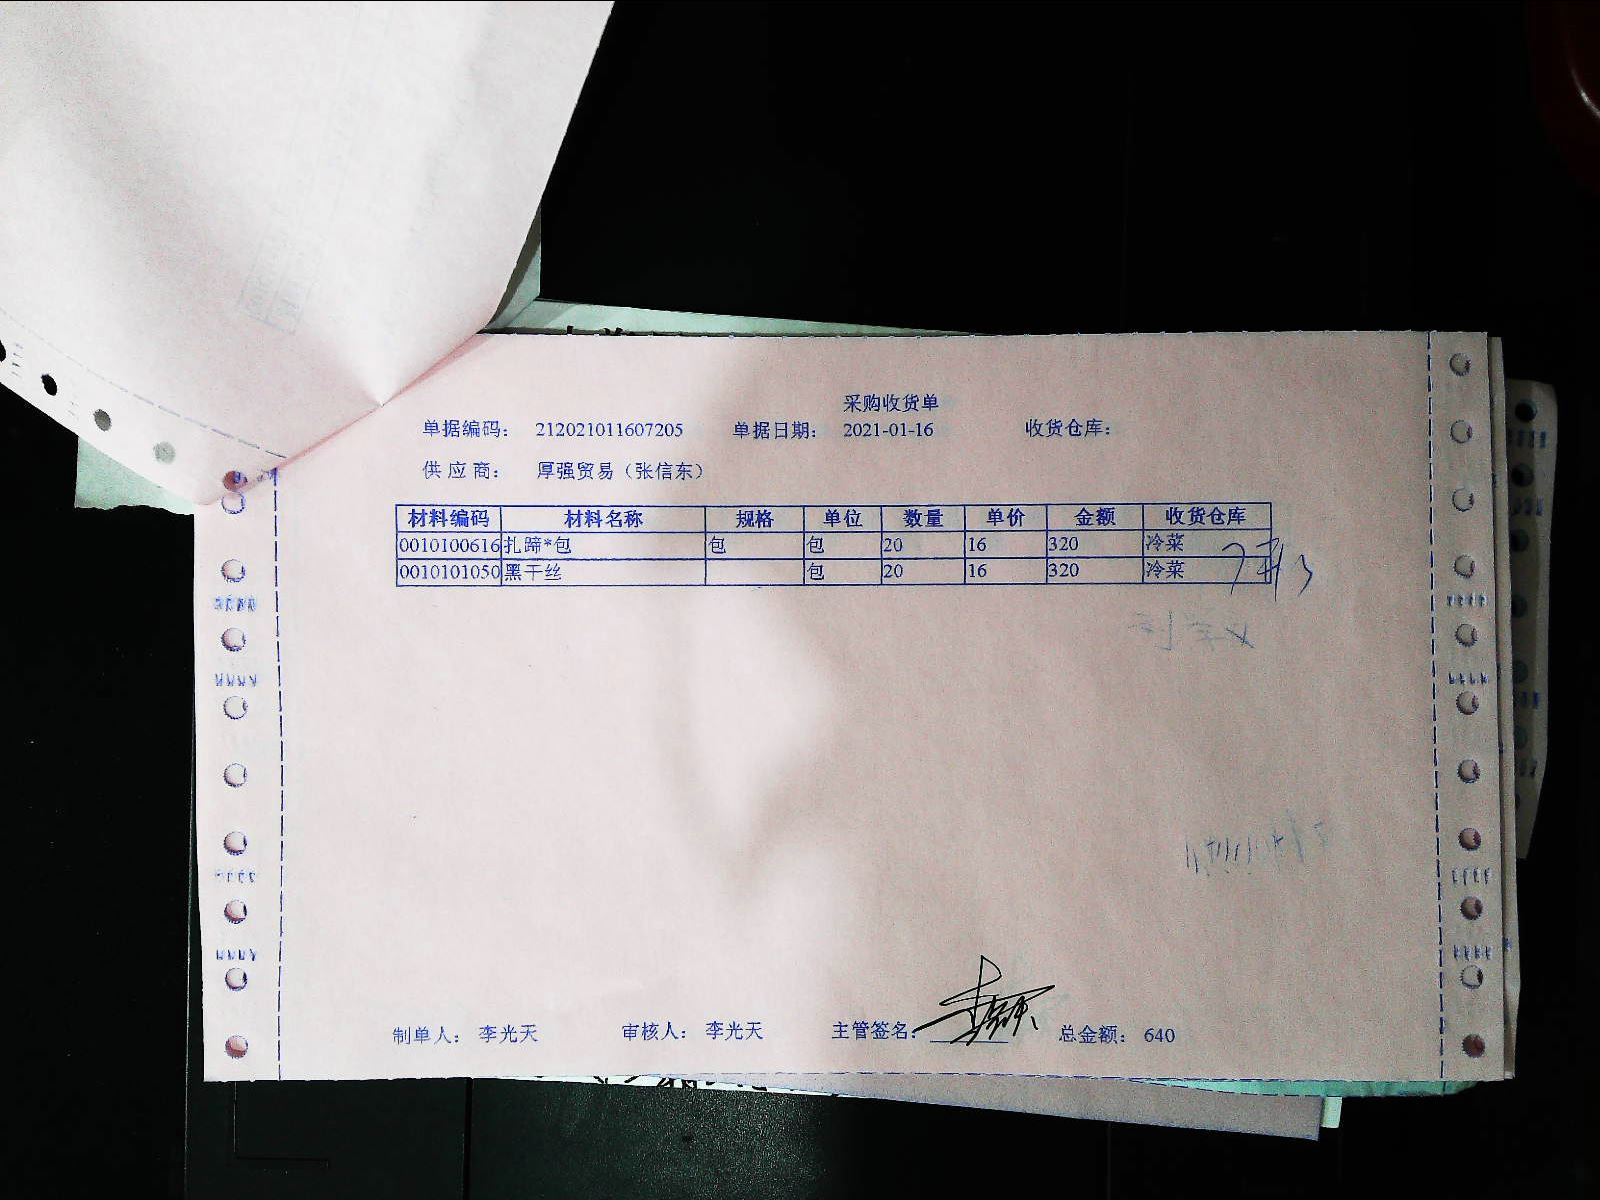 采购收货单
单据编码： 212021011607205 单据日期： 2021-01-16 收货仓库：
供应商： 厚强贸易（张信东）
材料编码 材料名称 规格 单位 数量 单价 金额 收货仓库
0010100616 扎蹄*包 包 包 20 16 320 冷菜
0010101050 黑干丝 包 20 16 320 冷菜
制单人： 李光天 审核人： 李光天 主管签名： 总金额： 640